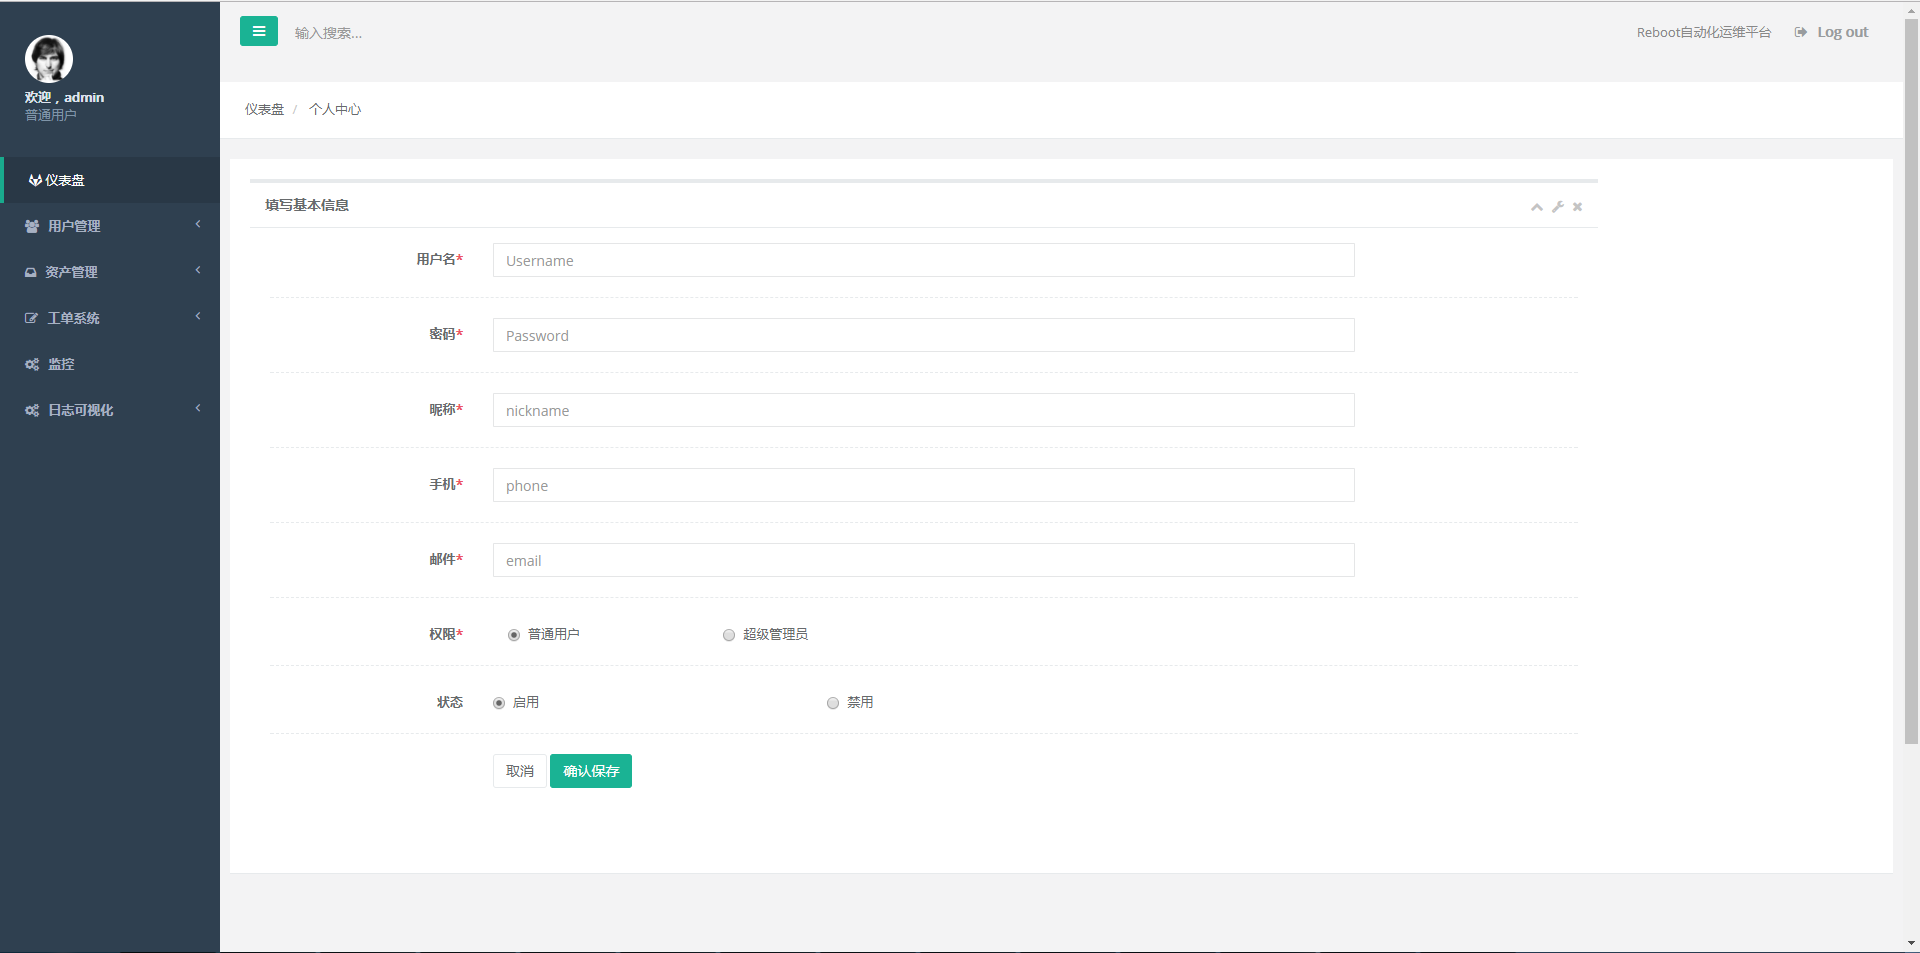 欢迎，admin
普通用户
仪表盘
用户管理
资产管理
工单系统
监控
日志可视化
输入搜索...
Reboot自动化运维平台 Log out
仪表盘 / 个人中心
填写基本信息
用户名* Username
密码* Password
昵称* nickname
手机* phone
邮件* email
权限* 普通用户 超级管理员
状态 启用 禁用
取消 确认保存